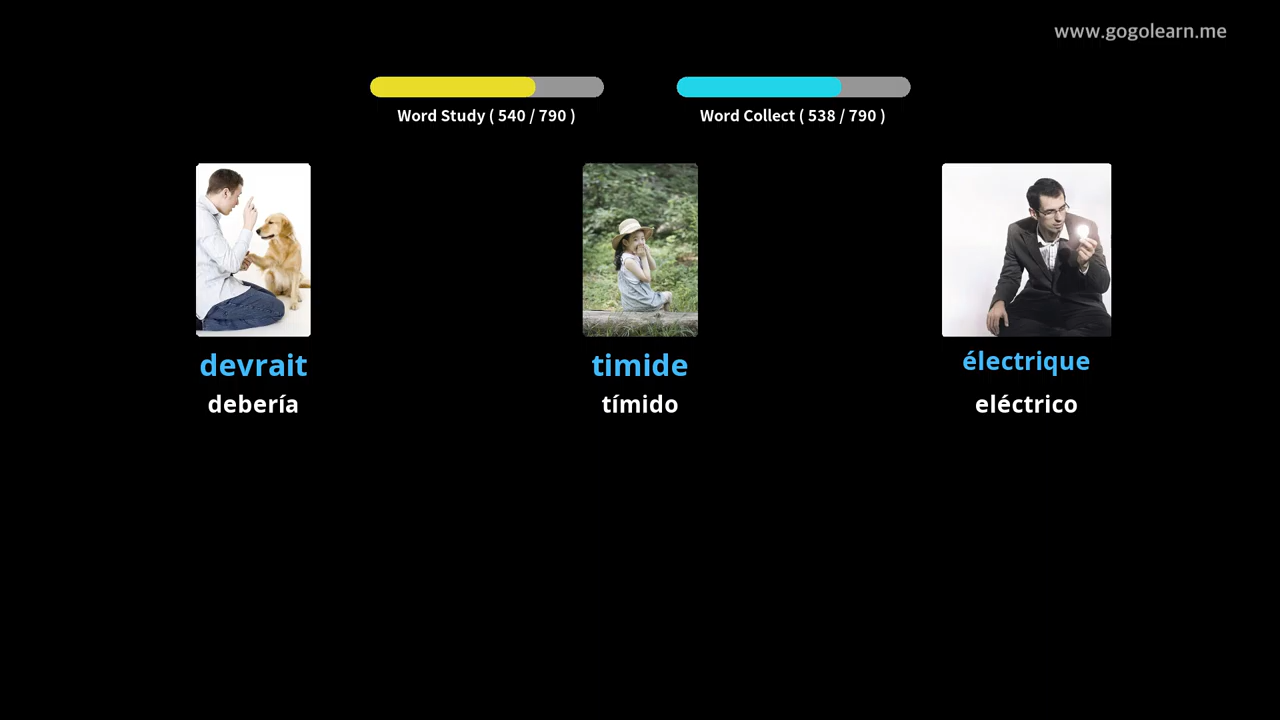 www.gogolearn.me
Word Study ( 540 / 790 )
Word Collect ( 538 / 790 )
devrait
debería
timide
tímido
électrique
eléctrico